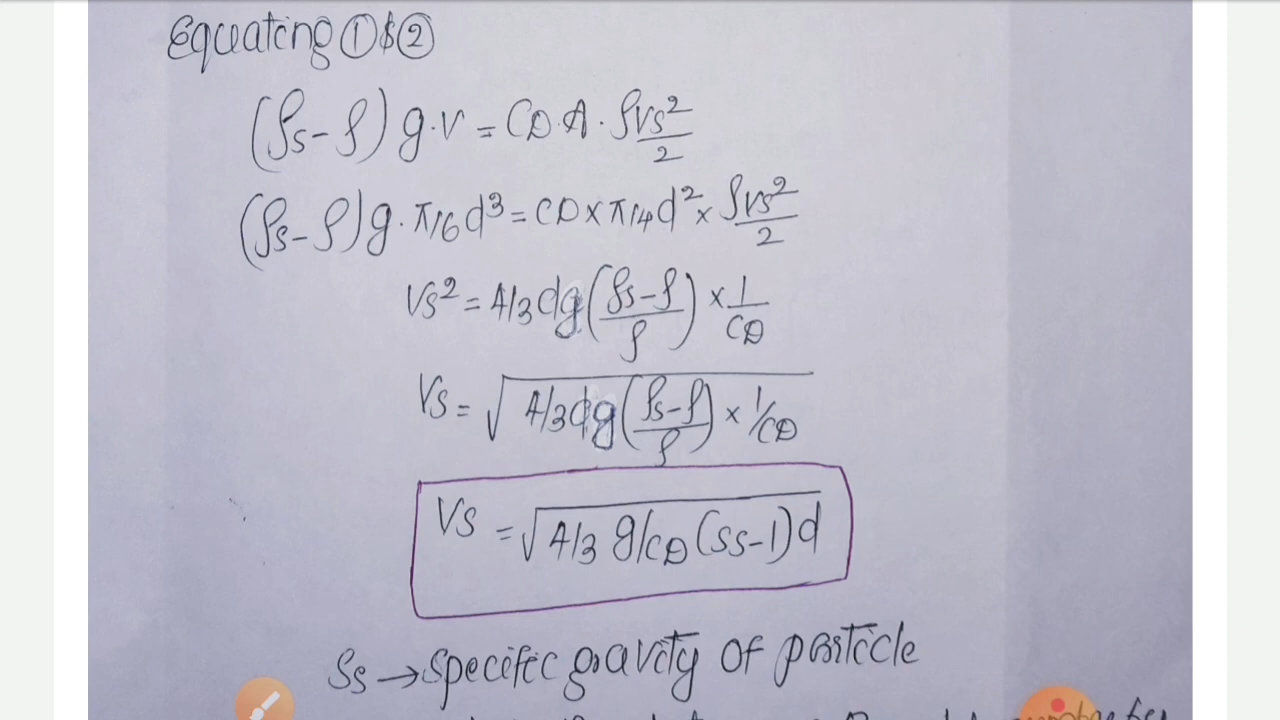 Equating ① & ②
(ρs - ρ) g·v = CD·A · ρVs²/2
(ρs - ρ) g · π/6 d³ = CD × π/4 d² × ρvs²/2
Vs² = 4/3 dg (ρs - ρ / ρ) × 1/CD
Vs = √ 4/3 dg (ρs - ρ / ρ) × 1/CD
Vs = √ 4/3 g/CD (Ss - 1) d
Ss → Specific gravity of particle